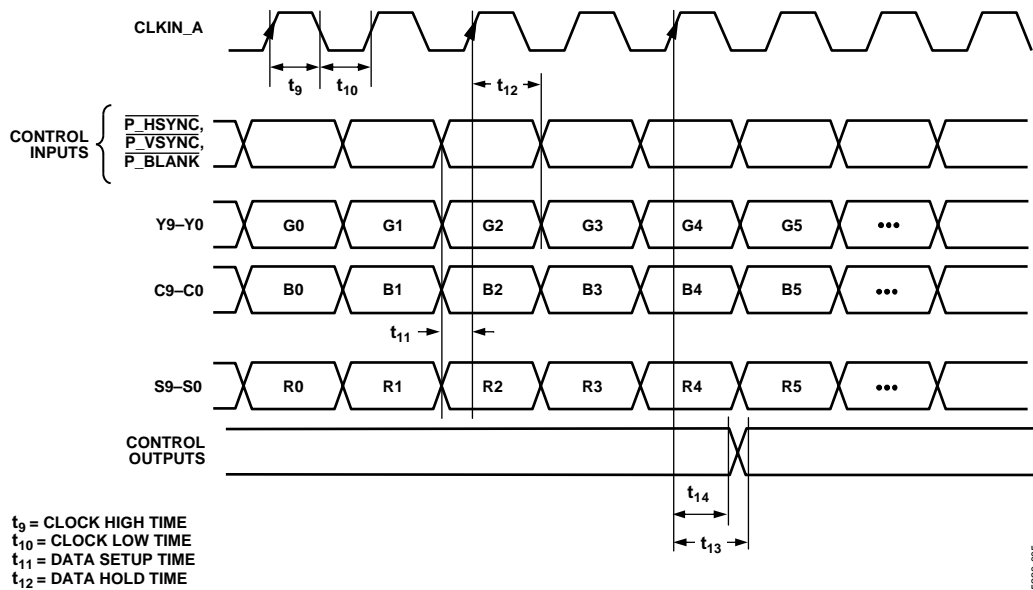 CLKIN_A
t9 t10 t12
CONTROL INPUTS
P_HSYNC,
P_VSYNC,
P_BLANK
Y9–Y0 G0 G1 G2 G3 G4 G5 •••
C9–C0 B0 B1 B2 B3 B4 B5 •••
t11
S9–S0 R0 R1 R2 R3 R4 R5 •••
CONTROL OUTPUTS
t14
t13
t9 = CLOCK HIGH TIME
t10 = CLOCK LOW TIME
t11 = DATA SETUP TIME
t12 = DATA HOLD TIME